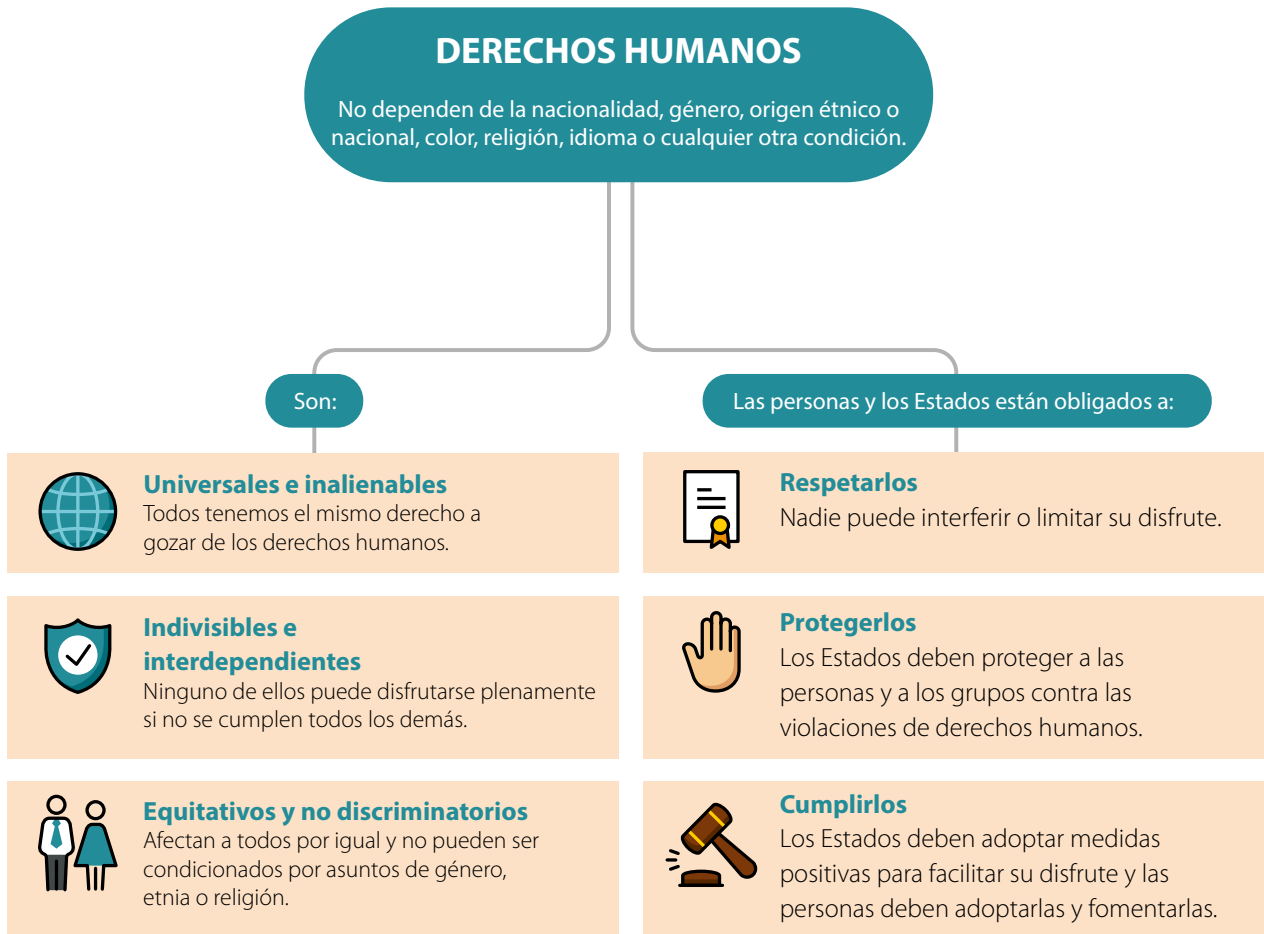 DERECHOS HUMANOS
No dependen de la nacionalidad, género, origen étnico o
nacional, color, religión, idioma o cualquier otra condición.
Son:
Universales e inalienables
Todos tenemos el mismo derecho a
gozar de los derechos humanos.
Indivisibles e
interdependientes
Ninguno de ellos puede disfrutarse plenamente
si no se cumplen todos los demás.
Equitativos y no discriminatorios
Afectan a todos por igual y no pueden ser
condicionados por asuntos de género,
etnia o religión.
Las personas y los Estados están obligados a:
Respetarlos
Nadie puede interferir o limitar su disfrute.
Protegerlos
Los Estados deben proteger a las
personas y a los grupos contra las
violaciones de derechos humanos.
Cumplirlos
Los Estados deben adoptar medidas
positivas para facilitar su disfrute y las
personas deben adoptarlas y fomentarlas.